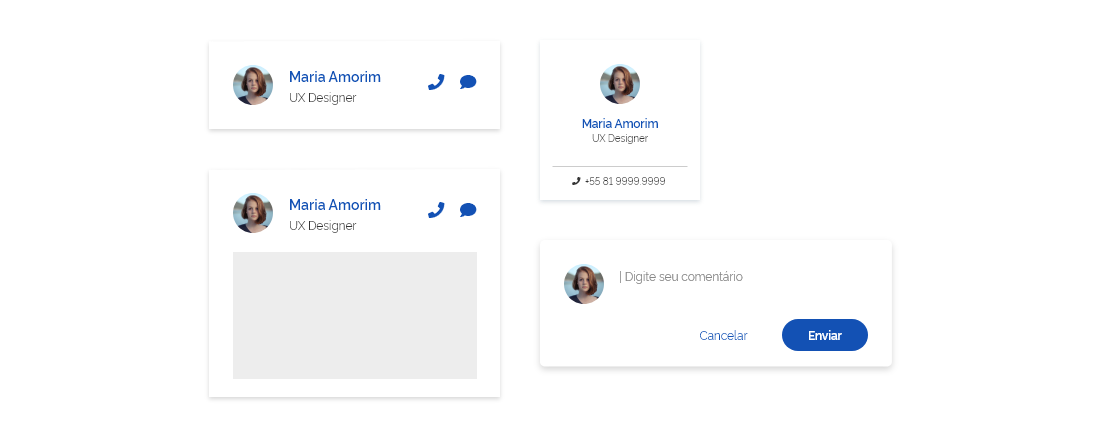 Maria Amorim
UX Designer
Maria Amorim
UX Designer
Maria Amorim
UX Designer
+55 81 9999.9999
| Digite seu comentário
Cancelar
Enviar